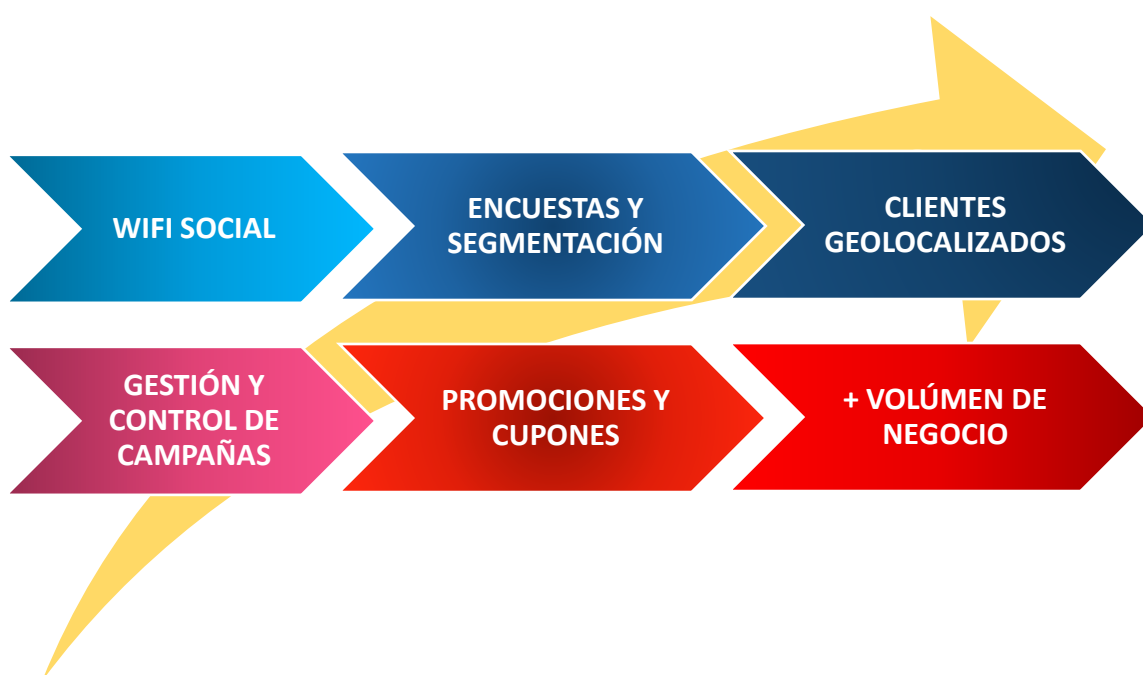 WIFI SOCIAL
ENCUESTAS Y
SEGMENTACIÓN
CLIENTES
GEOLOCALIZADOS
GESTIÓN Y
CONTROL DE
CAMPAÑAS
PROMOCIONES Y
CUPONES
+ VOLÚMEN DE
NEGOCIO